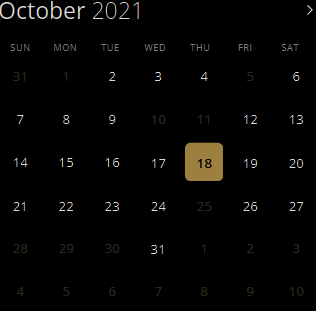 October 2021 >
SUN MON TUE WED THU FRI SAT
31 1 2 3 4 5 6
7 8 9 10 11 12 13
14 15 16 17 18 19 20
21 22 23 24 25 26 27
28 29 30 31 1 2 3
4 5 6 7 8 9 10